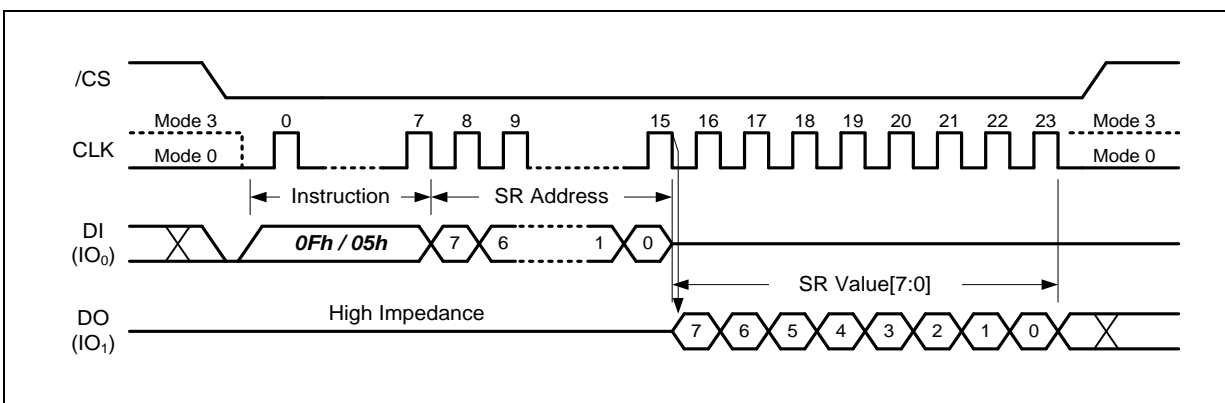 /CS
Mode 3 0 7 8 9 15 16 17 18 19 20 21 22 23 Mode 3
CLK
Mode 0 Mode 0
Instruction SR Address
DI
(IO₀)
0Fh / 05h 7 6 1 0
SR Value[7:0]
High Impedance
DO
(IO₁)
7 6 5 4 3 2 1 0